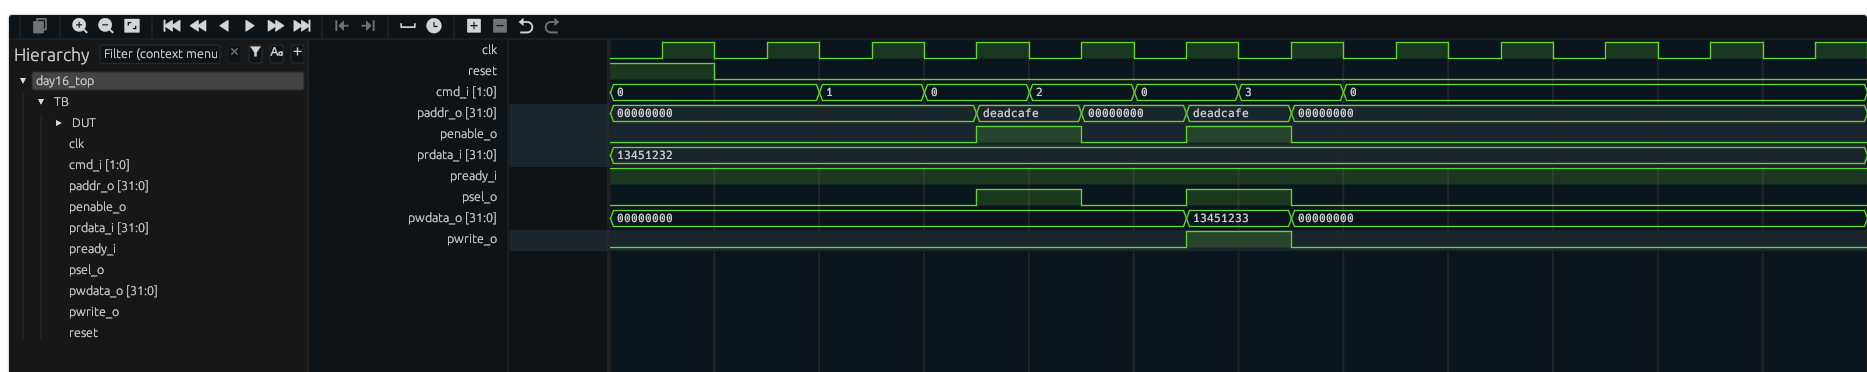 Hierarchy Filter (context menu × Aa +
day16_top
TB
DUT
clk
cmd_i [1:0]
paddr_o [31:0]
penable_o
prdata_i [31:0]
pready_i
psel_o
pwdata_o [31:0]
pwrite_o
reset
clk
reset
cmd_i [1:0] 0 1 0 2 0 3 0
paddr_o [31:0] 00000000 deadcafe 00000000 deadcafe 00000000
penable_o
prdata_i [31:0] 13451232
pready_i
psel_o
pwdata_o [31:0] 00000000 13451233 00000000
pwrite_o